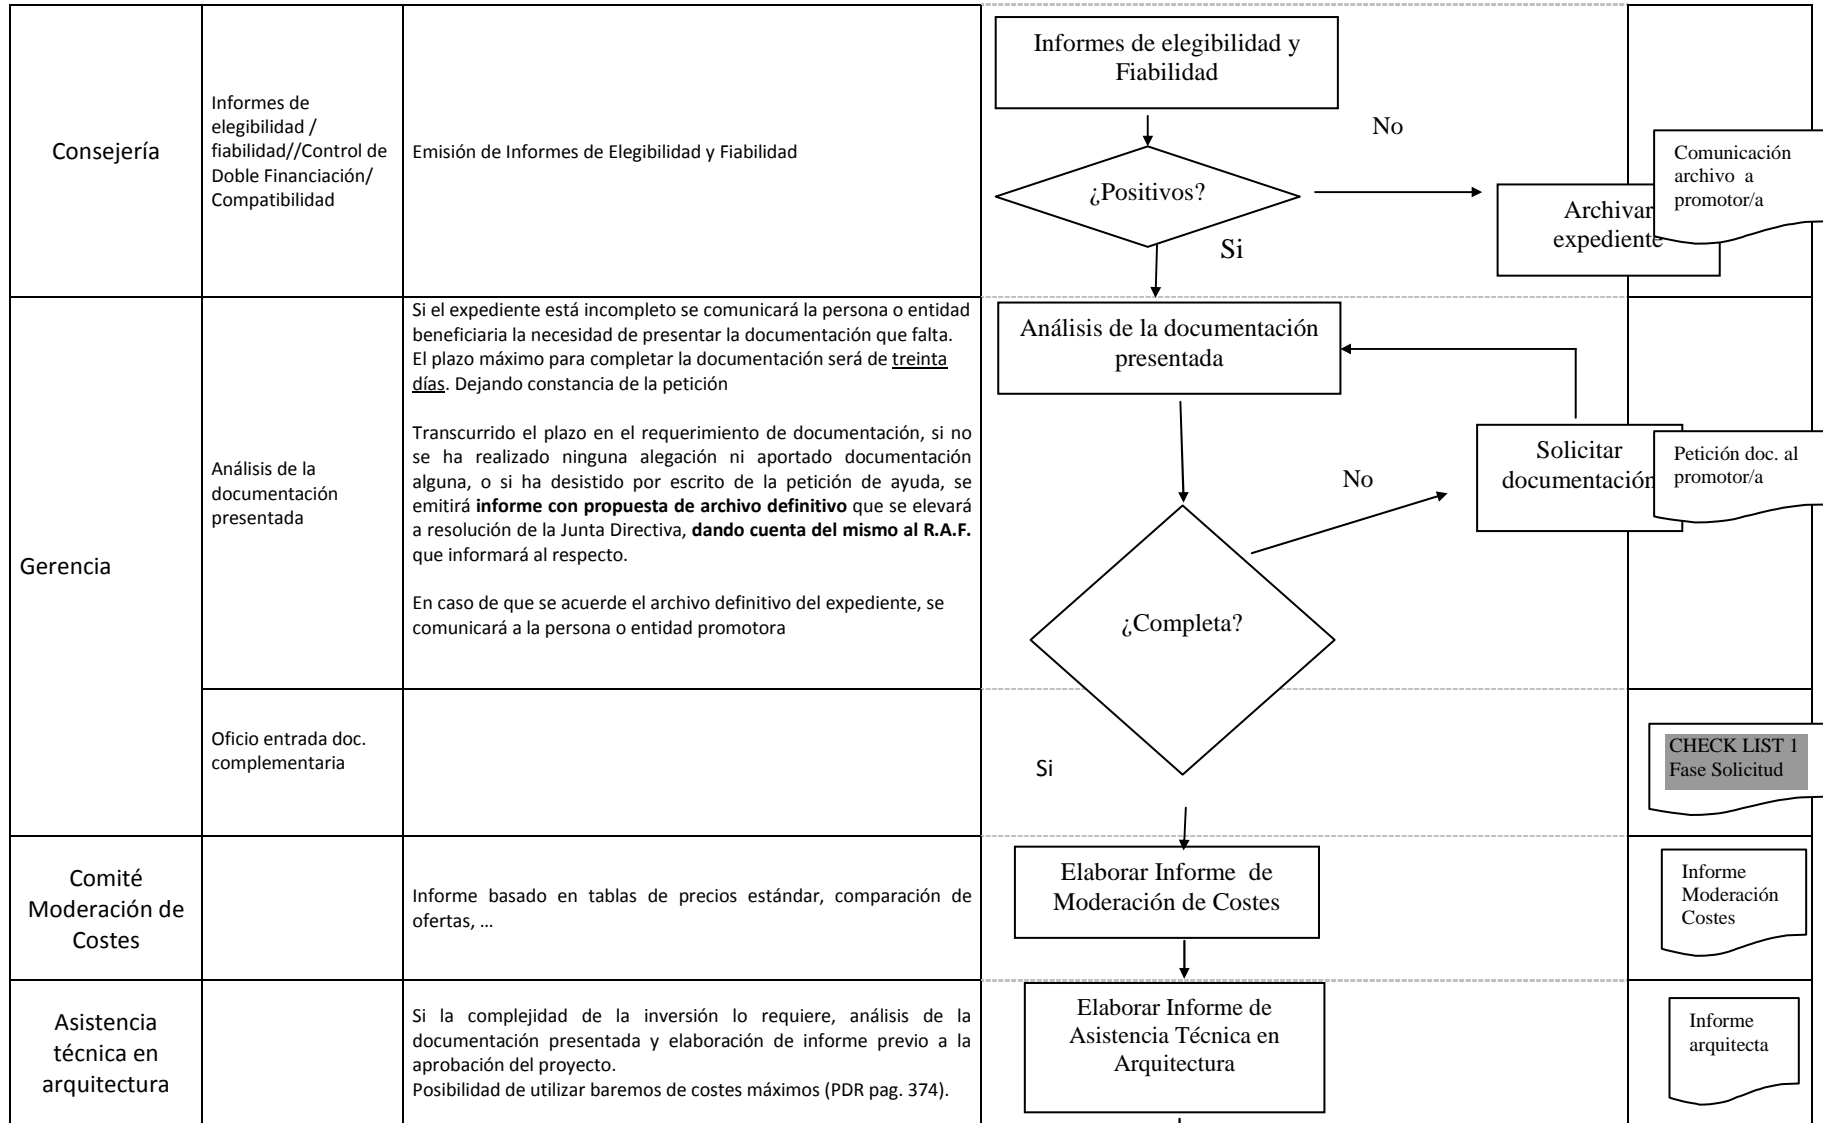 Consejería
Informes de
elegibilidad /
fiabilidad//Control de
Doble Financiación/
Compatibilidad
Emisión de Informes de Elegibilidad y Fiabilidad
Informes de elegibilidad y
Fiabilidad
No
¿Positivos?
Si
Archivar
expediente
Comunicación
archivo a
promotor/a
Gerencia
Análisis de la
documentación
presentada
Si el expediente está incompleto se comunicará la persona o entidad
beneficiaria la necesidad de presentar la documentación que falta.
El plazo máximo para completar la documentación será de treinta
días. Dejando constancia de la petición
Transcurrido el plazo en el requerimiento de documentación, si no
se ha realizado ninguna alegación ni aportado documentación
alguna, o si ha desistido por escrito de la petición de ayuda, se
emitirá informe con propuesta de archivo definitivo que se elevará
a resolución de la Junta Directiva, dando cuenta del mismo al R.A.F.
que informará al respecto.
En caso de que se acuerde el archivo definitivo del expediente, se
comunicará a la persona o entidad promotora
Análisis de la documentación
presentada
No
Solicitar
documentación
Petición doc. al
promotor/a
¿Completa?
Oficio entrada doc.
complementaria
Si
CHECK LIST 1
Fase Solicitud
Comité
Moderación de
Costes
Informe basado en tablas de precios estándar, comparación de
ofertas, …
Elaborar Informe de
Moderación de Costes
Informe
Moderación
Costes
Asistencia
técnica en
arquitectura
Si la complejidad de la inversión lo requiere, análisis de la
documentación presentada y elaboración de informe previo a la
aprobación del proyecto.
Posibilidad de utilizar baremos de costes máximos (PDR pag. 374).
Elaborar Informe de
Asistencia Técnica en
Arquitectura
Informe
arquitecta